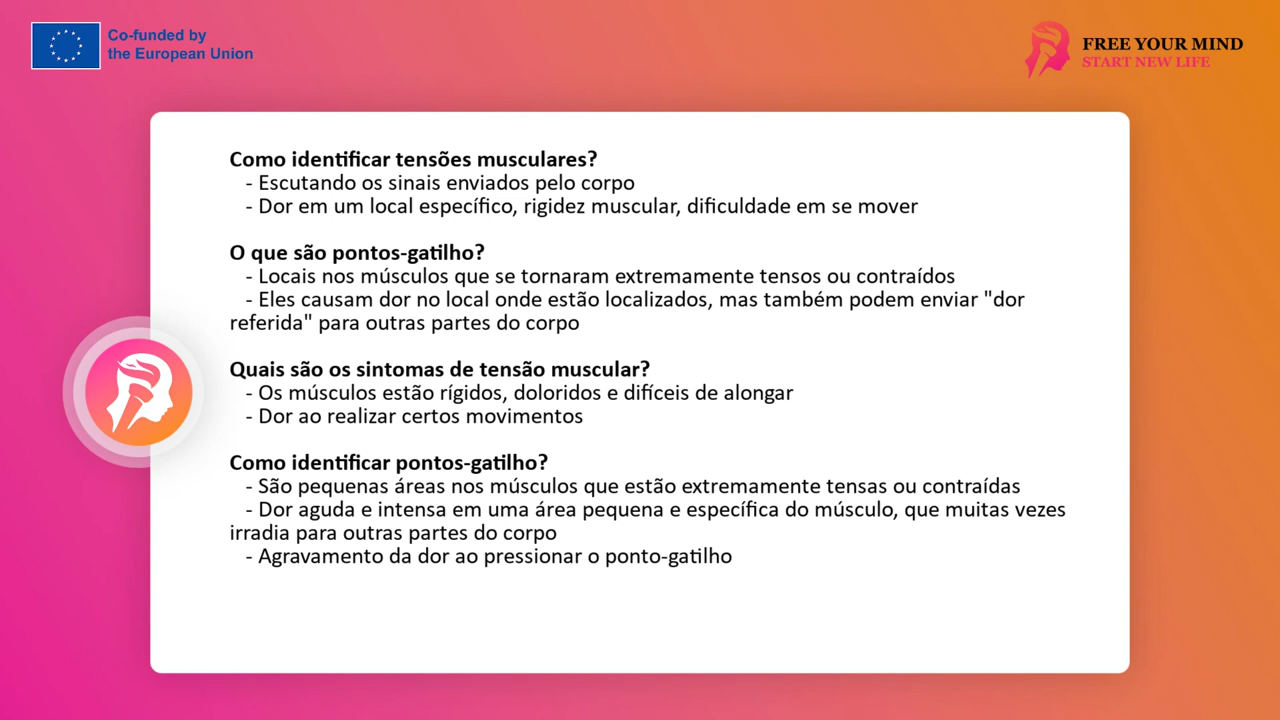 Co-funded by
the European Union
FREE YOUR MIND
START NEW LIFE
Como identificar tensões musculares?
- Escutando os sinais enviados pelo corpo
- Dor em um local específico, rigidez muscular, dificuldade em se mover
O que são pontos-gatilho?
- Locais nos músculos que se tornaram extremamente tensos ou contraídos
- Eles causam dor no local onde estão localizados, mas também podem enviar "dor
referida" para outras partes do corpo
Quais são os sintomas de tensão muscular?
- Os músculos estão rígidos, doloridos e difíceis de alongar
- Dor ao realizar certos movimentos
Como identificar pontos-gatilho?
- São pequenas áreas nos músculos que estão extremamente tensas ou contraídas
- Dor aguda e intensa em uma área pequena e específica do músculo, que muitas vezes
irradia para outras partes do corpo
- Agravamento da dor ao pressionar o ponto-gatilho